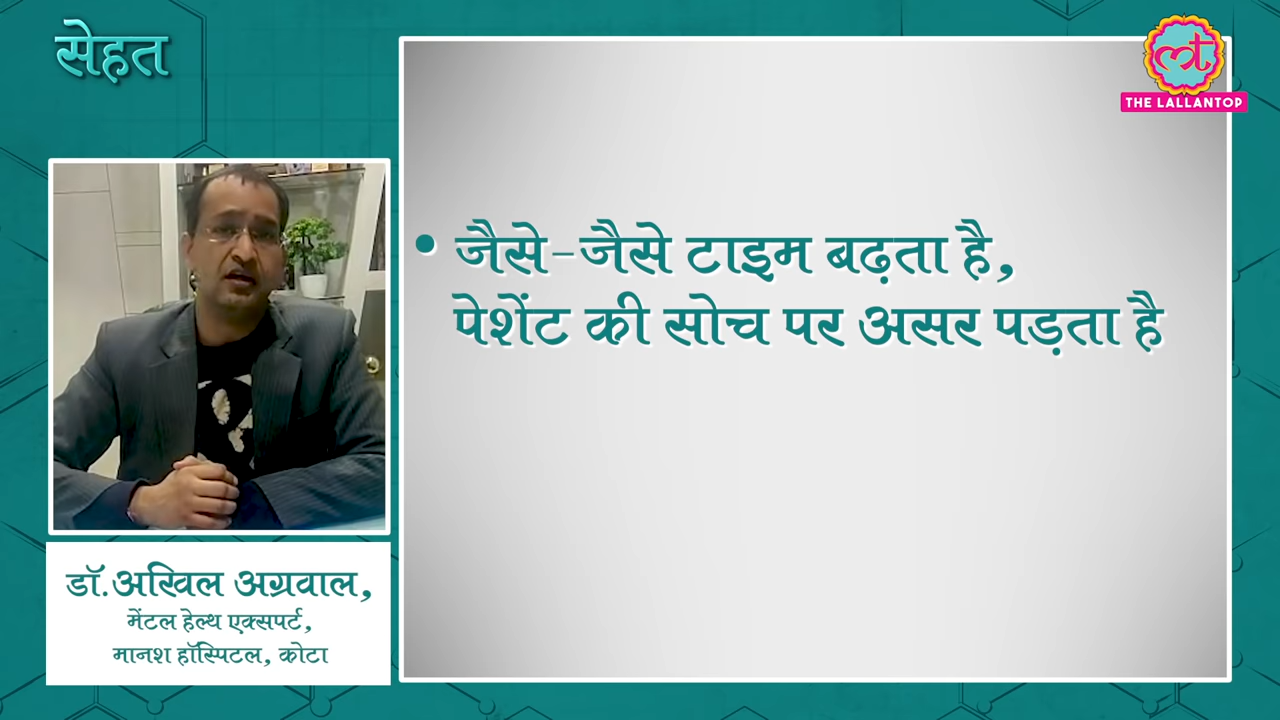 सेहत
THE LALLANTOP
• जैसे-जैसे टाइम बढ़ता है,
पेशेंट की सोच पर असर पड़ता है
डॉ. अखिल अग्रवाल,
मेंटल हेल्थ एक्सपर्ट,
मानश हॉस्पिटल, कोटा